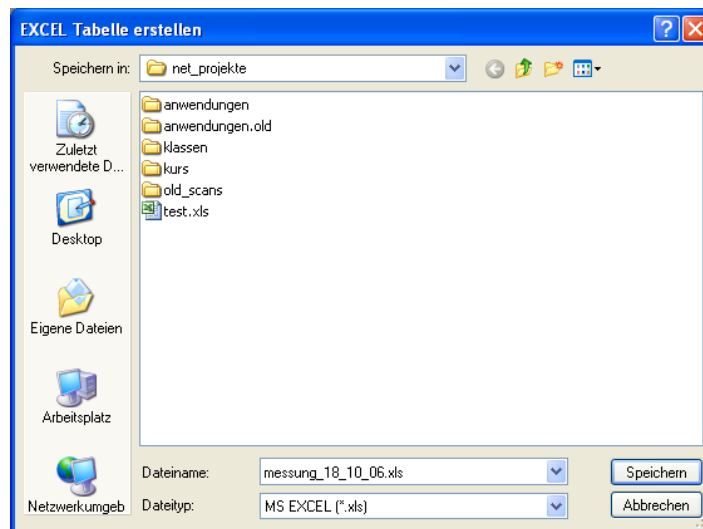 EXCEL Tabelle erstellen
Speichern in: net_projekte
anwendungen
anwendungen.old
klassen
kurs
old_scans
test.xls
Zuletzt
verwendete D...
Desktop
Eigene Dateien
Arbeitsplatz
Netzwerkumgeb
Dateiname: messung_18_10_06.xls Speichern
Dateityp: MS EXCEL (*.xls) Abbrechen